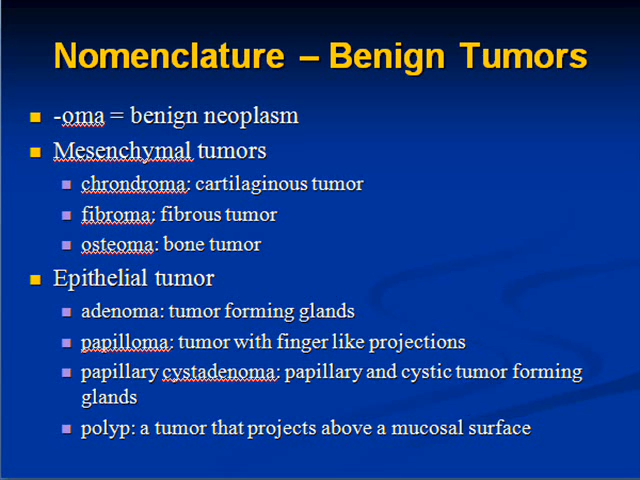 Nomenclature – Benign Tumors
-oma = benign neoplasm
Mesenchymal tumors
chrondroma: cartilaginous tumor
fibroma: fibrous tumor
osteoma: bone tumor
Epithelial tumor
adenoma: tumor forming glands
papilloma: tumor with finger like projections
papillary cystadenoma: papillary and cystic tumor forming
glands
polyp: a tumor that projects above a mucosal surface